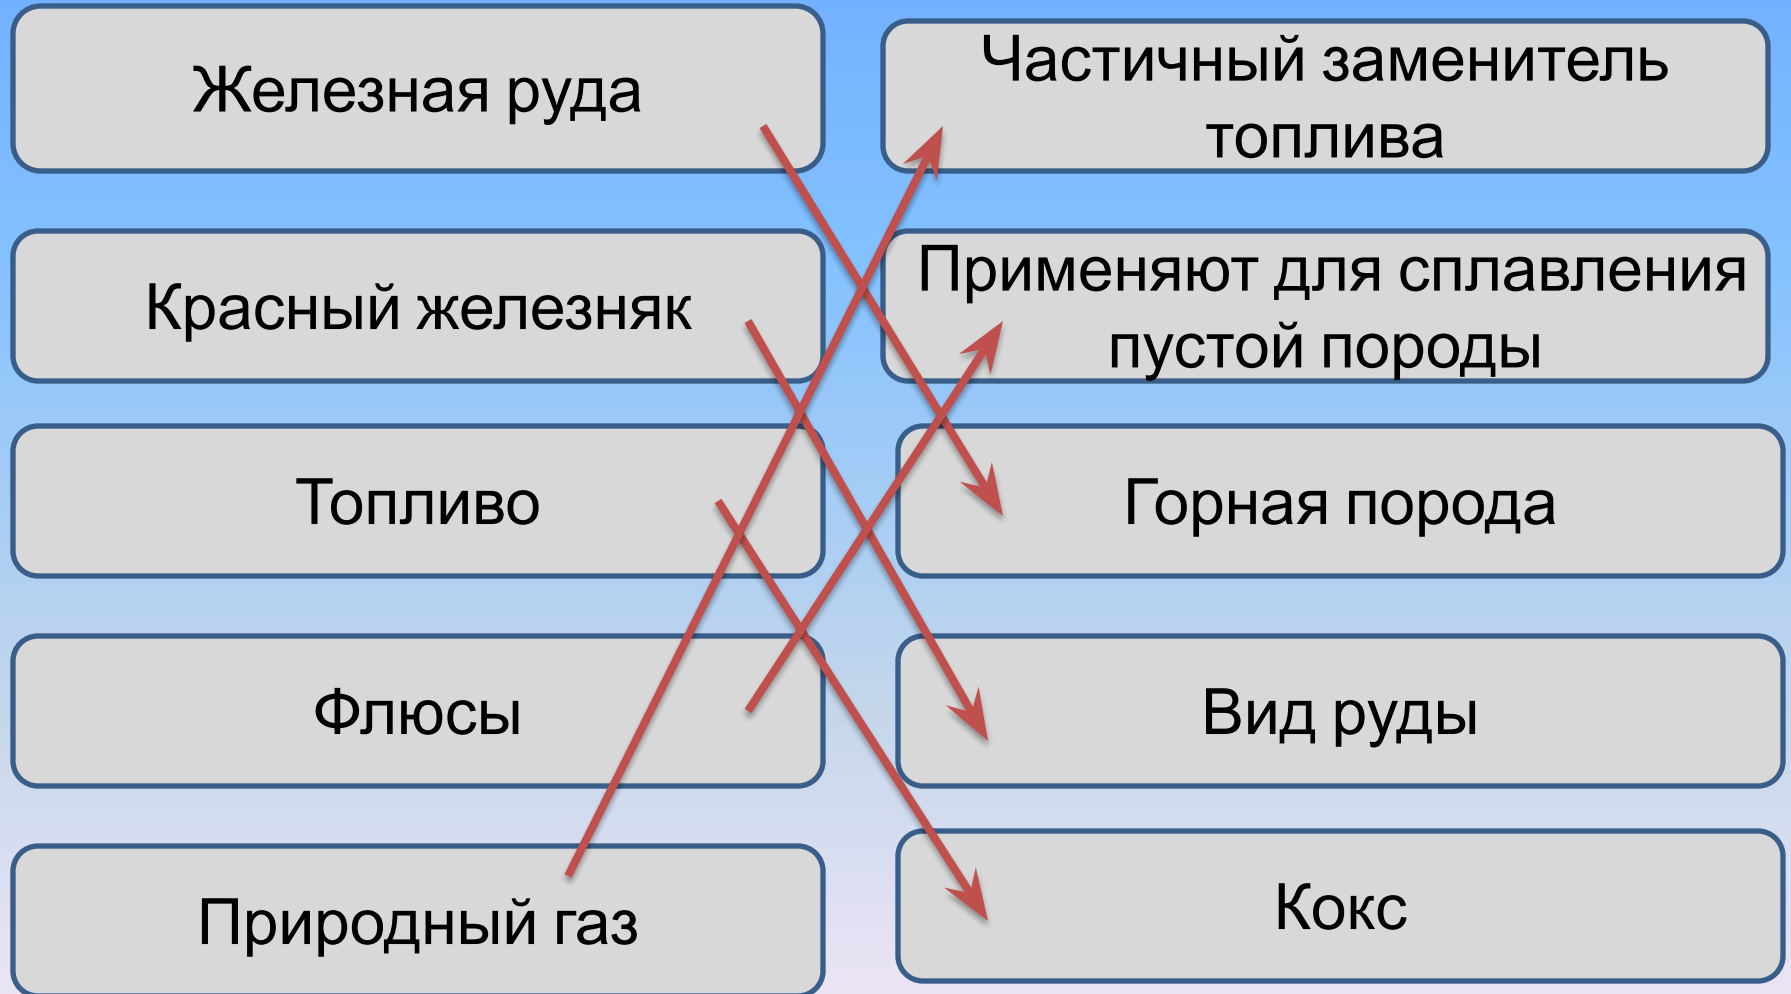 Железная руда
Частичный заменитель
топлива
Красный железняк
Применяют для сплавления
пустой породы
Топливо
Горная порода
Флюсы
Вид руды
Природный газ
Кокс